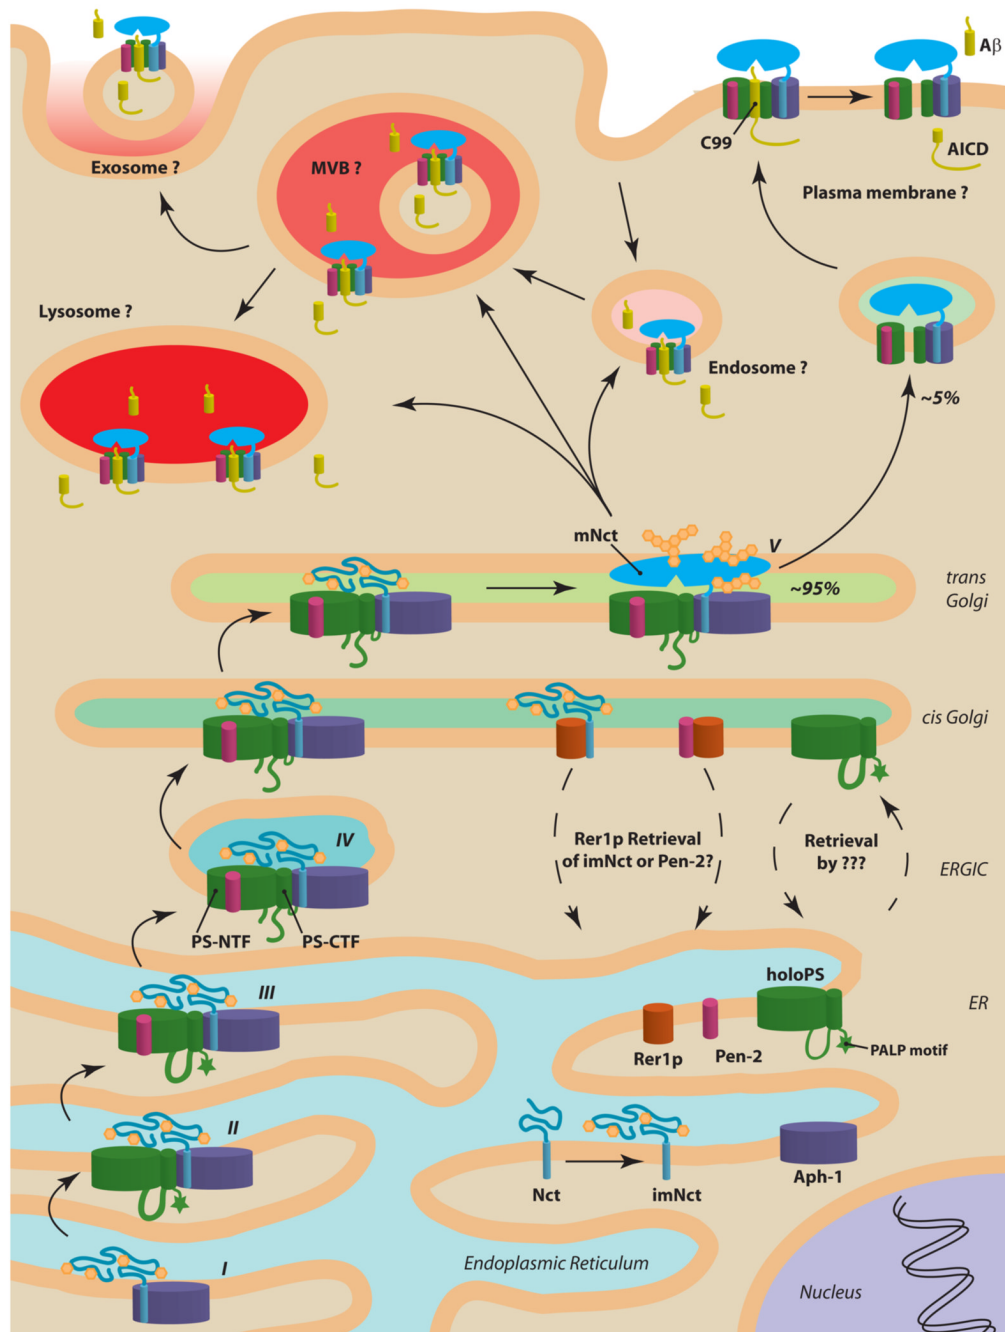 Aβ
C99
AICD
Exosome ?
MVB ?
Plasma membrane ?
Lysosome ?
Endosome ?
~5%
mNct
V
~95%
trans
Golgi
cis Golgi
IV
Rer1p Retrieval
of imNct or Pen-2?
Retrieval
by ???
ERGIC
PS-NTF
PS-CTF
holoPS
III
ER
Rer1p
Pen-2
PALP motif
II
Nct
imNct
Aph-1
I
Endoplasmic Reticulum
Nucleus